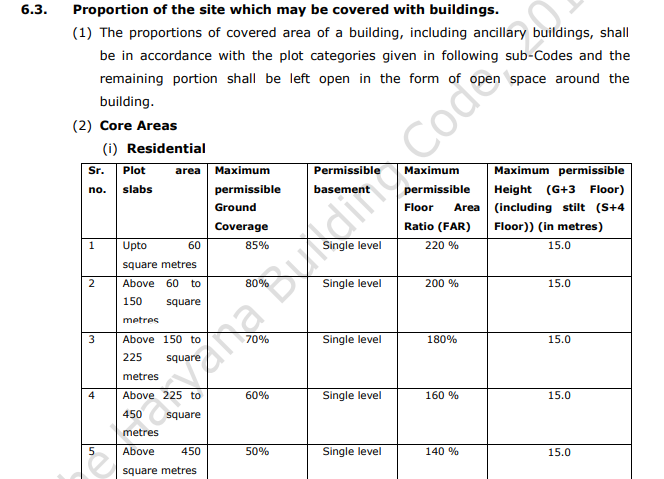 6.3. Proportion of the site which may be covered with buildings.
(1) The proportions of covered area of a building, including ancillary buildings, shall
be in accordance with the plot categories given in following sub-Codes and the
remaining portion shall be left open in the form of open space around the
building.
(2) Core Areas
(i) Residential
Sr. Plot area Maximum Permissible Maximum Maximum permissible
no. slabs permissible basement permissible Height (G+3 Floor)
Ground Floor Area (including stilt (S+4
Coverage Ratio (FAR) Floor)) (in metres)
1 Upto 60 85% Single level 220 % 15.0
square metres
2 Above 60 to 80% Single level 200 % 15.0
150 square
metres
3 Above 150 to 70% Single level 180% 15.0
225 square
metres
4 Above 225 to 60% Single level 160 % 15.0
450 square
metres
5 Above 450 50% Single level 140 % 15.0
square metres
he Haryana Building Code, 201